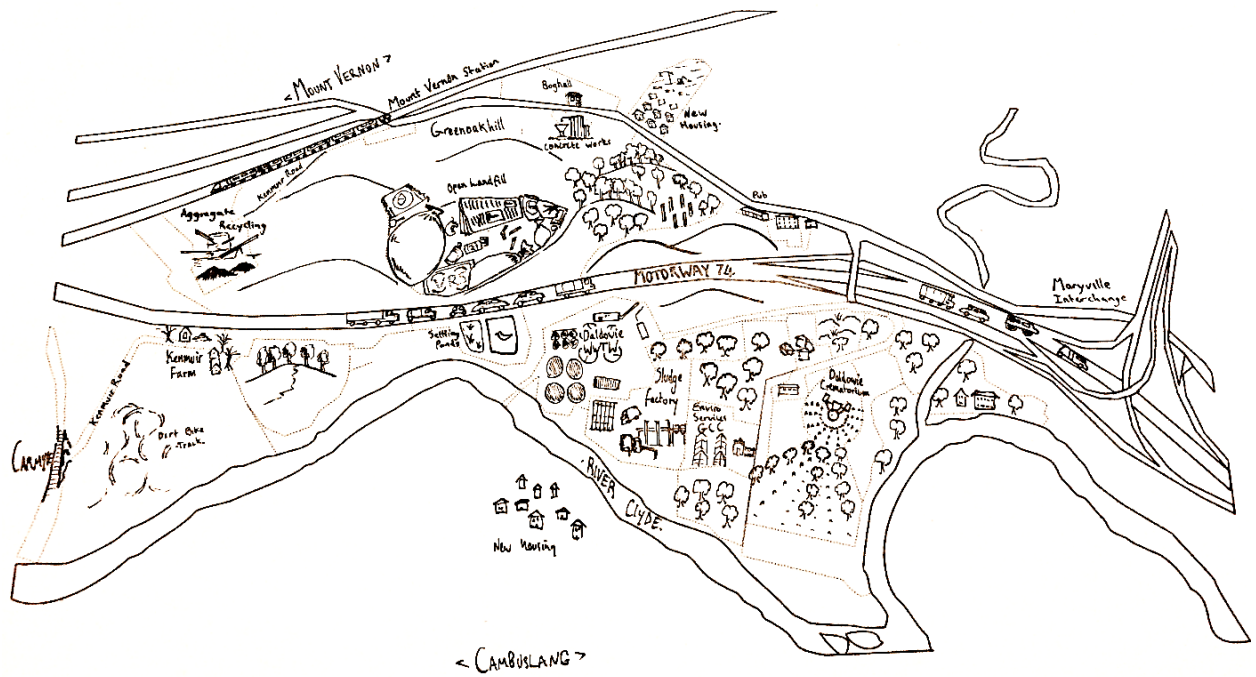 < MOUNT VERNON >
Mount Vernon Station
Boghall
New
Housing.
Greenoakhill
Concrete works
Kenmuir Road
Open Landfill
Aggregate
Recycling
Pub
MOTORWAY 74.
Maryville
Interchange
Settling
Ponds
Daldowie
WWTW
Kenmuir
Farm
Kenmuir Road
Sludge
Factory
Daldowie
Crematorium
Enviro
Services
GCC
Dirt Bike
Track.
CARMYLE
RIVER CLYDE.
New Housing
< CAMBUSLANG >